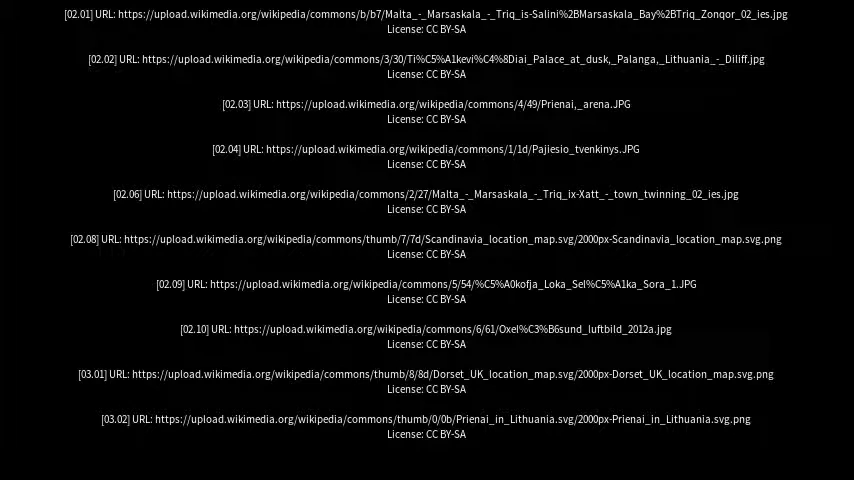 [02.01] URL: https://upload.wikimedia.org/wikipedia/commons/b/b7/Malta_-_Marsaskala_-_Triq_is-Salini%2BMarsaskala_Bay%2BTriq_Zonqor_02_ies.jpg
License: CC BY-SA
[02.02] URL: https://upload.wikimedia.org/wikipedia/commons/3/30/Ti%C5%A1kevi%C4%8Diai_Palace_at_dusk,_Palanga,_Lithuania_-_Diliff.jpg
License: CC BY-SA
[02.03] URL: https://upload.wikimedia.org/wikipedia/commons/4/49/Prienai,_arena.JPG
License: CC BY-SA
[02.04] URL: https://upload.wikimedia.org/wikipedia/commons/1/1d/Pajiesio_tvenkinys.JPG
License: CC BY-SA
[02.06] URL: https://upload.wikimedia.org/wikipedia/commons/2/27/Malta_-_Marsaskala_-_Triq_ix-Xatt_-_town_twinning_02_ies.jpg
License: CC BY-SA
[02.08] URL: https://upload.wikimedia.org/wikipedia/commons/thumb/7/7d/Scandinavia_location_map.svg/2000px-Scandinavia_location_map.svg.png
License: CC BY-SA
[02.09] URL: https://upload.wikimedia.org/wikipedia/commons/5/54/%C5%A0kofja_Loka_Sel%C5%A1ka_Sora_1.JPG
License: CC BY-SA
[02.10] URL: https://upload.wikimedia.org/wikipedia/commons/6/61/Oxel%C3%B6sund_luftbild_2012a.jpg
License: CC BY-SA
[03.01] URL: https://upload.wikimedia.org/wikipedia/commons/thumb/8/8d/Dorset_UK_location_map.svg/2000px-Dorset_UK_location_map.svg.png
License: CC BY-SA
[03.02] URL: https://upload.wikimedia.org/wikipedia/commons/thumb/0/0b/Prienai_in_Lithuania.svg/2000px-Prienai_in_Lithuania.svg.png
License: CC BY-SA